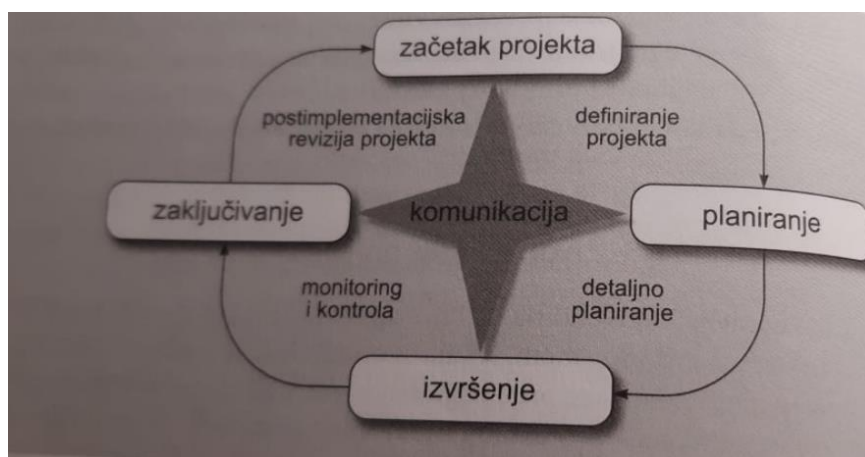 začetak projekta
postimplementacijska
revizija projekta
definiranje
projekta
zaključivanje
komunikacija
planiranje
monitoring
i kontrola
detaljno
planiranje
izvršenje